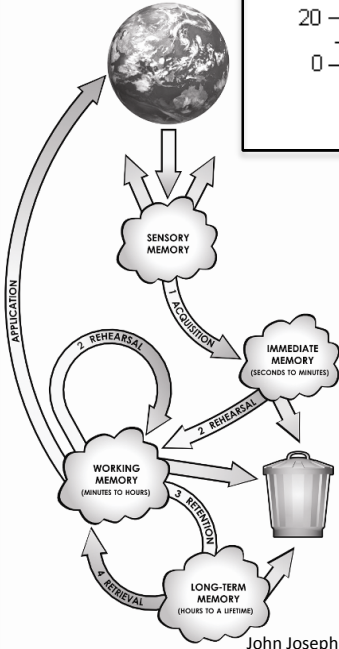 20
0
SENSORY
MEMORY
1 ACQUISITION
IMMEDIATE
MEMORY
(SECONDS TO MINUTES)
2 REHEARSAL
2 REHEARSAL
APPLICATION
WORKING
MEMORY
(MINUTES TO HOURS)
3 RETENTION
4 RETRIEVAL
LONG-TERM
MEMORY
(HOURS TO A LIFETIME)
John Joseph